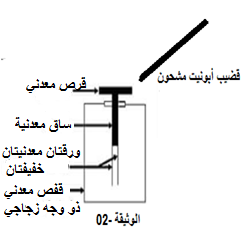 قضيب أبونيت مشحون
قرص معدني
ساق معدنية
ورقتان معدنيتان
خفيفتان
قفص معدني
ذو وجه زجاجي
الوثيقة -02